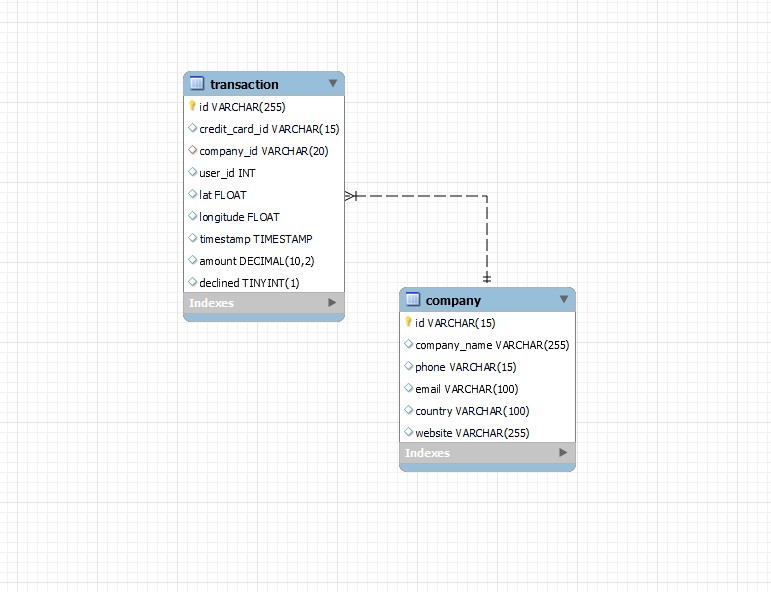 transaction
id VARCHAR(255)
credit_card_id VARCHAR(15)
company_id VARCHAR(20)
user_id INT
lat FLOAT
longitude FLOAT
timestamp TIMESTAMP
amount DECIMAL(10,2)
declined TINYINT(1)
Indexes
company
id VARCHAR(15)
company_name VARCHAR(255)
phone VARCHAR(15)
email VARCHAR(100)
country VARCHAR(100)
website VARCHAR(255)
Indexes